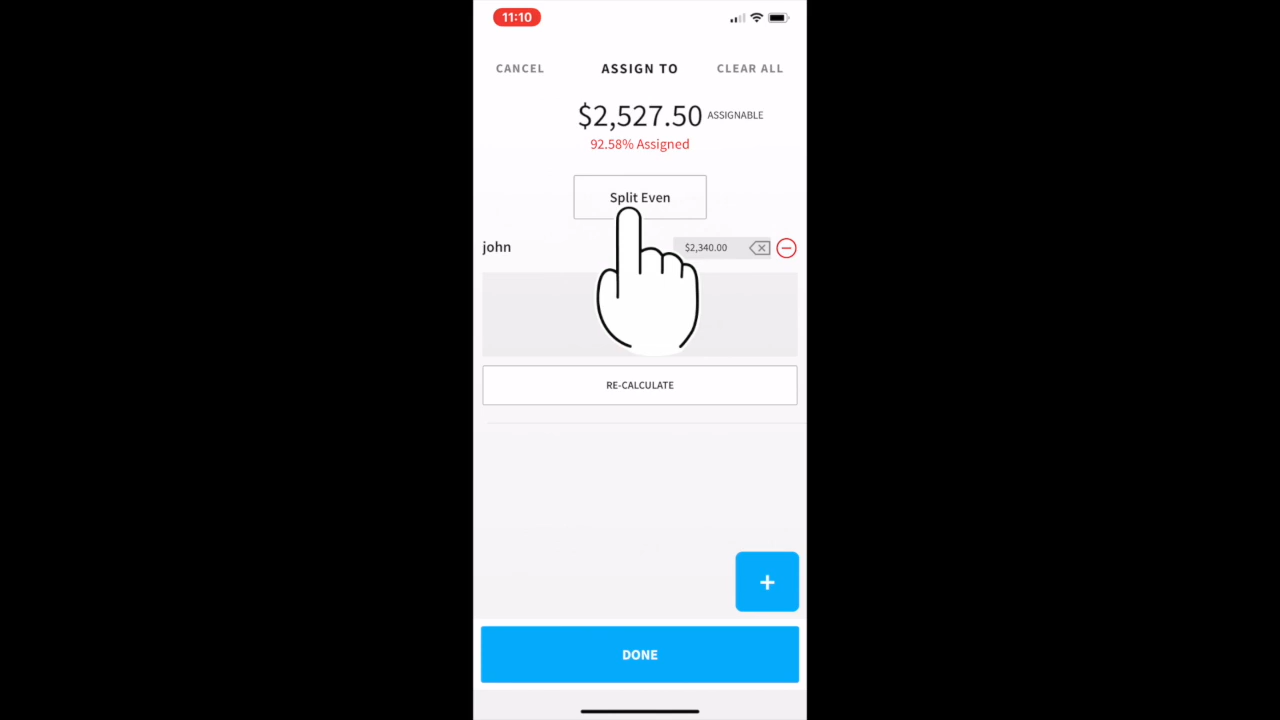 11:10
CANCEL ASSIGN TO CLEAR ALL
$2,527.50 ASSIGNABLE
92.58% Assigned
Split Even
john $2,340.00
RE-CALCULATE
+
DONE